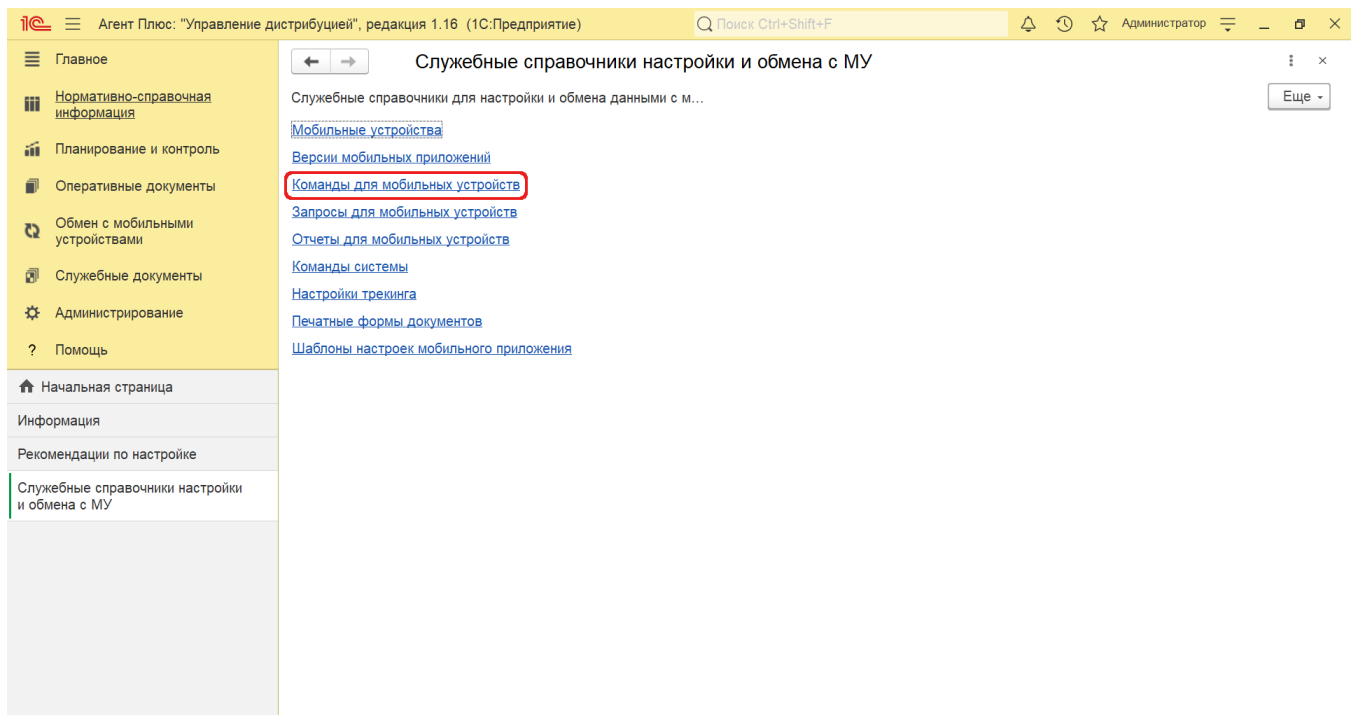 1С Агент Плюс: "Управление дистрибуцией", редакция 1.16 (1С:Предприятие)
Поиск Ctrl+Shift+F
Администратор
Главное
Нормативно-справочная
информация
Планирование и контроль
Оперативные документы
Обмен с мобильными
устройствами
Служебные документы
Администрирование
? Помощь
Начальная страница
Информация
Рекомендации по настройке
Служебные справочники настройки
и обмена с МУ
Служебные справочники настройки и обмена с МУ
Служебные справочники для настройки и обмена данными с м...
Еще
Мобильные устройства
Версии мобильных приложений
Команды для мобильных устройств
Запросы для мобильных устройств
Отчеты для мобильных устройств
Команды системы
Настройки трекинга
Печатные формы документов
Шаблоны настроек мобильного приложения